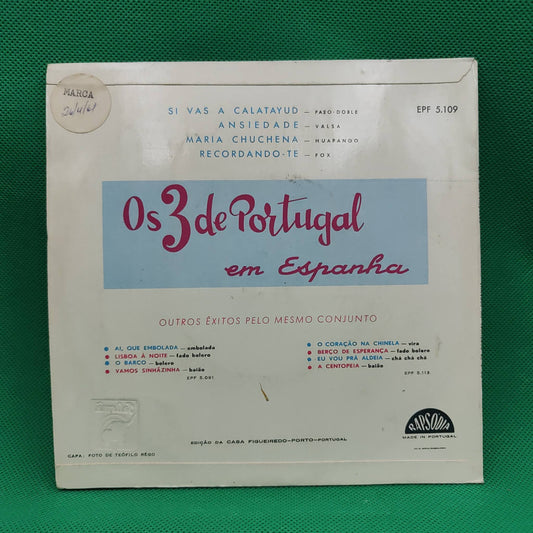 MARCA
26/4/61
SI VAS A CALATAYUD — PASO-DOBLE
EPF 5.109
ANSIEDADE — VALSA
MARIA CHUCHENA — HUAPANGO
RECORDANDO-TE — FOX
Os 3 de Portugal
em Espanha
OUTROS ÊXITOS PELO MESMO CONJUNTO
AI, QUE EMBOLADA — embolada
LISBOA À NOITE — fado bolero
O BARCO — bolero
VAMOS SINHÀZINHA — baião
EPF 5.091
O CORAÇÃO NA CHINELA — vira
BERÇO DE ESPERANÇA — fado bolero
EU VOU PRÁ ALDEIA — chá chá chá
A CENTOPEIA — baião
EPF 5.113
RAPSODIA
MADE IN PORTUGAL
EDIÇÃO DA CASA FIGUEIREDO—PORTO—PORTUGAL
CAPA: FOTO DE TEÓFILO RÊGO